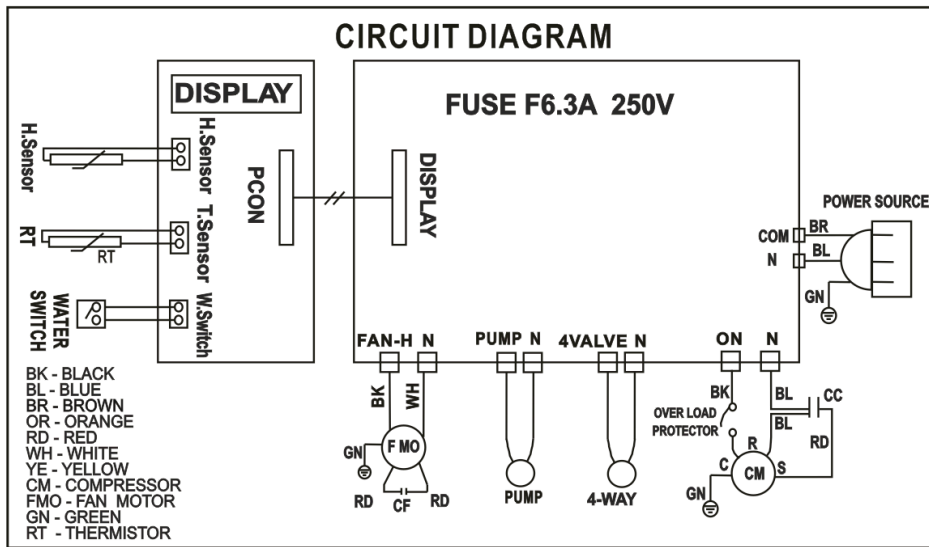 CIRCUIT DIAGRAM
DISPLAY
FUSE F6.3A 250V
H.Sensor
H.Sensor
T.Sensor
RT
RT
WATER
SWITCH
W.Switch
PCON
DISPLAY
POWER SOURCE
COM
BR
N
BL
GN
FAN-H N
PUMP N
4VALVE N
ON
N
BK
WH
GN
F MO
RD
CF
RD
PUMP
4-WAY
BK
OVER LOAD
PROTECTOR
BL
BL
CC
RD
R
C
CM
S
GN
BK - BLACK
BL - BLUE
BR - BROWN
OR - ORANGE
RD - RED
WH - WHITE
YE - YELLOW
CM - COMPRESSOR
FMO - FAN MOTOR
GN - GREEN
RT - THERMISTOR